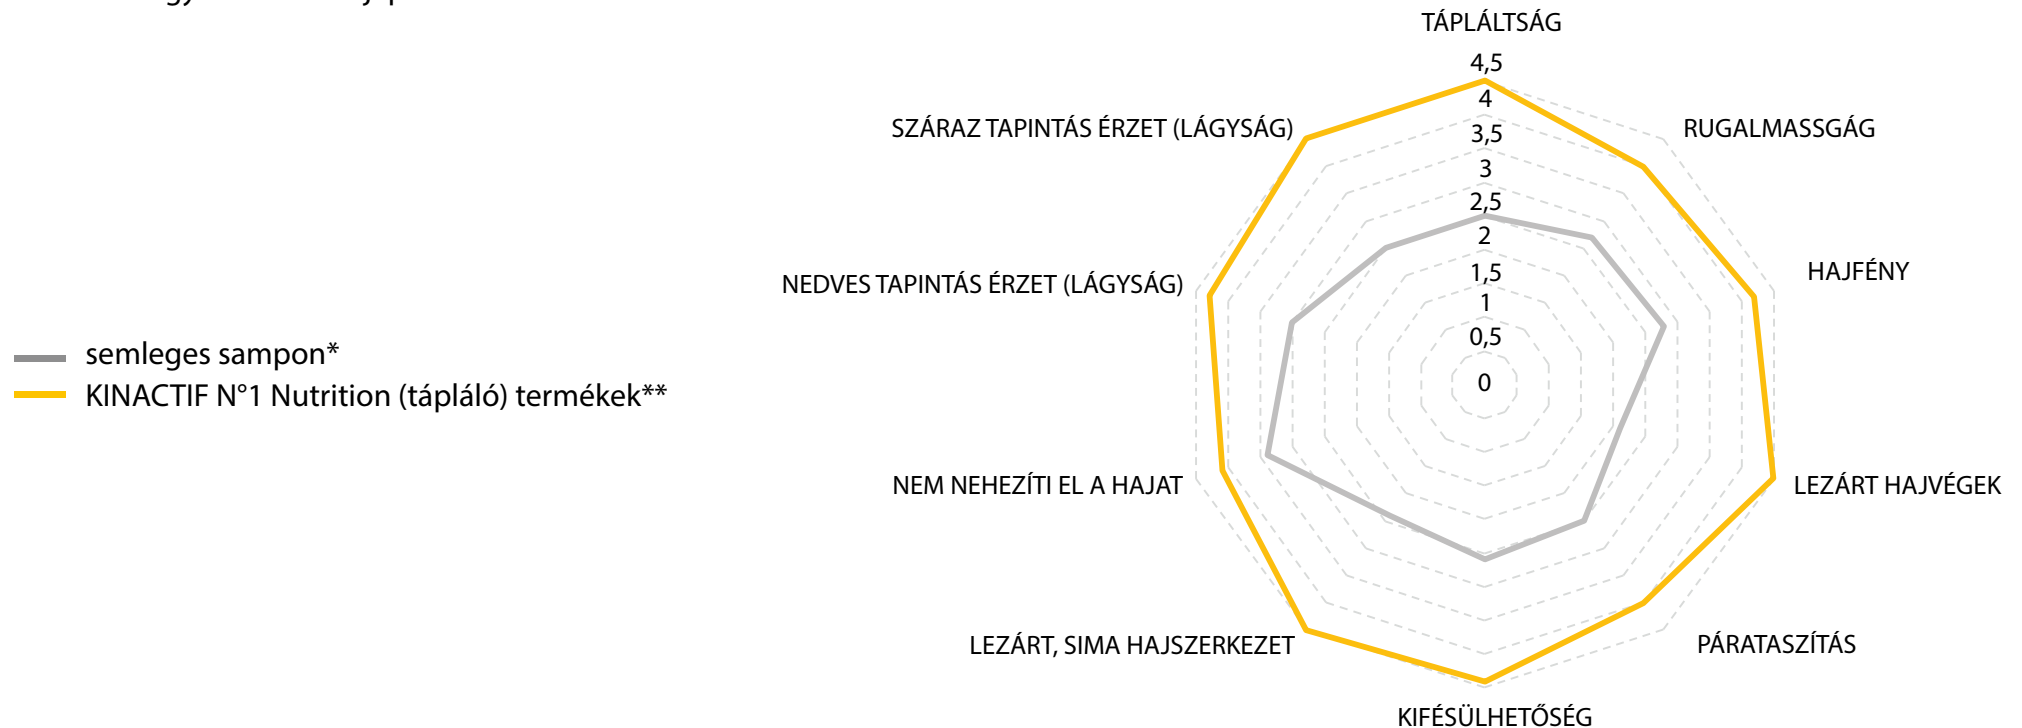 TÁPLÁLTSÁG
4,5
4
SZÁRAZ TAPINTÁS ÉRZET (LÁGYSÁG)
RUGALMASSGÁG
3,5
3
2,5
2
HAJFÉNY
NEDVES TAPINTÁS ÉRZET (LÁGYSÁG)
1,5
1
0,5
0
semleges sampon*
KINACTIF N°1 Nutrition (tápláló) termékek**
NEM NEHEZÍTI EL A HAJAT
LEZÁRT HAJVÉGEK
LEZÁRT, SIMA HAJSZERKEZET
PÁRATASZÍTÁS
KIFÉSÜLHETŐSÉG